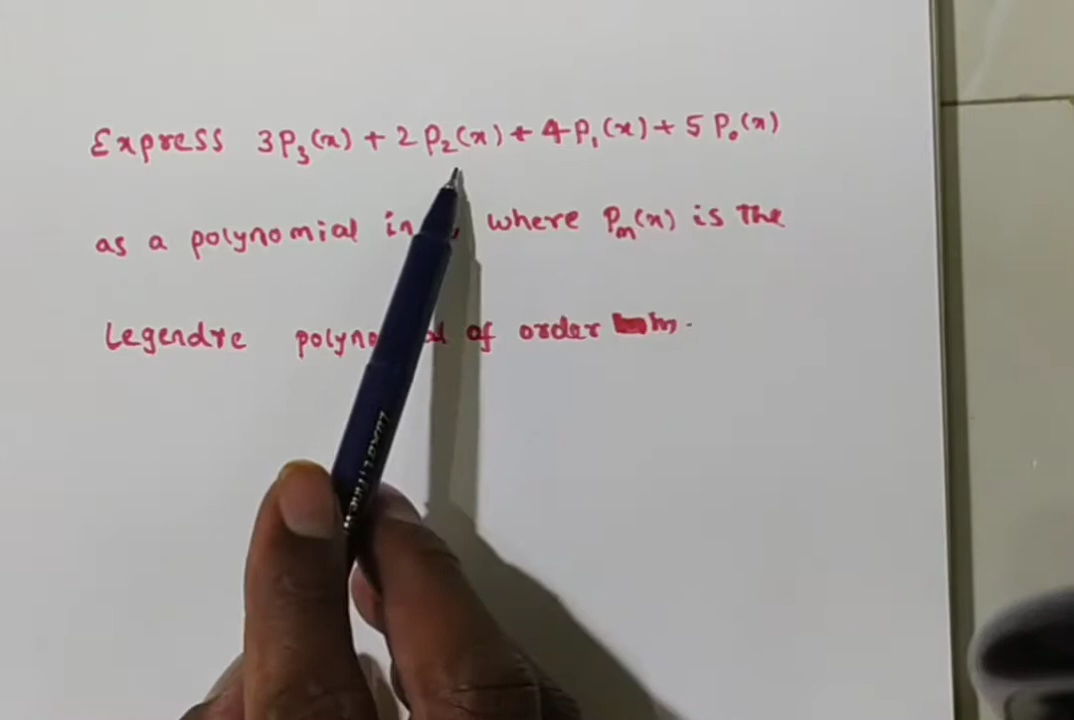 Express 3P₃(x) + 2P₂(x) + 4P₁(x) + 5P₀(x)
as a polynomial in where Pₘ(x) is the
Legendre of order m.